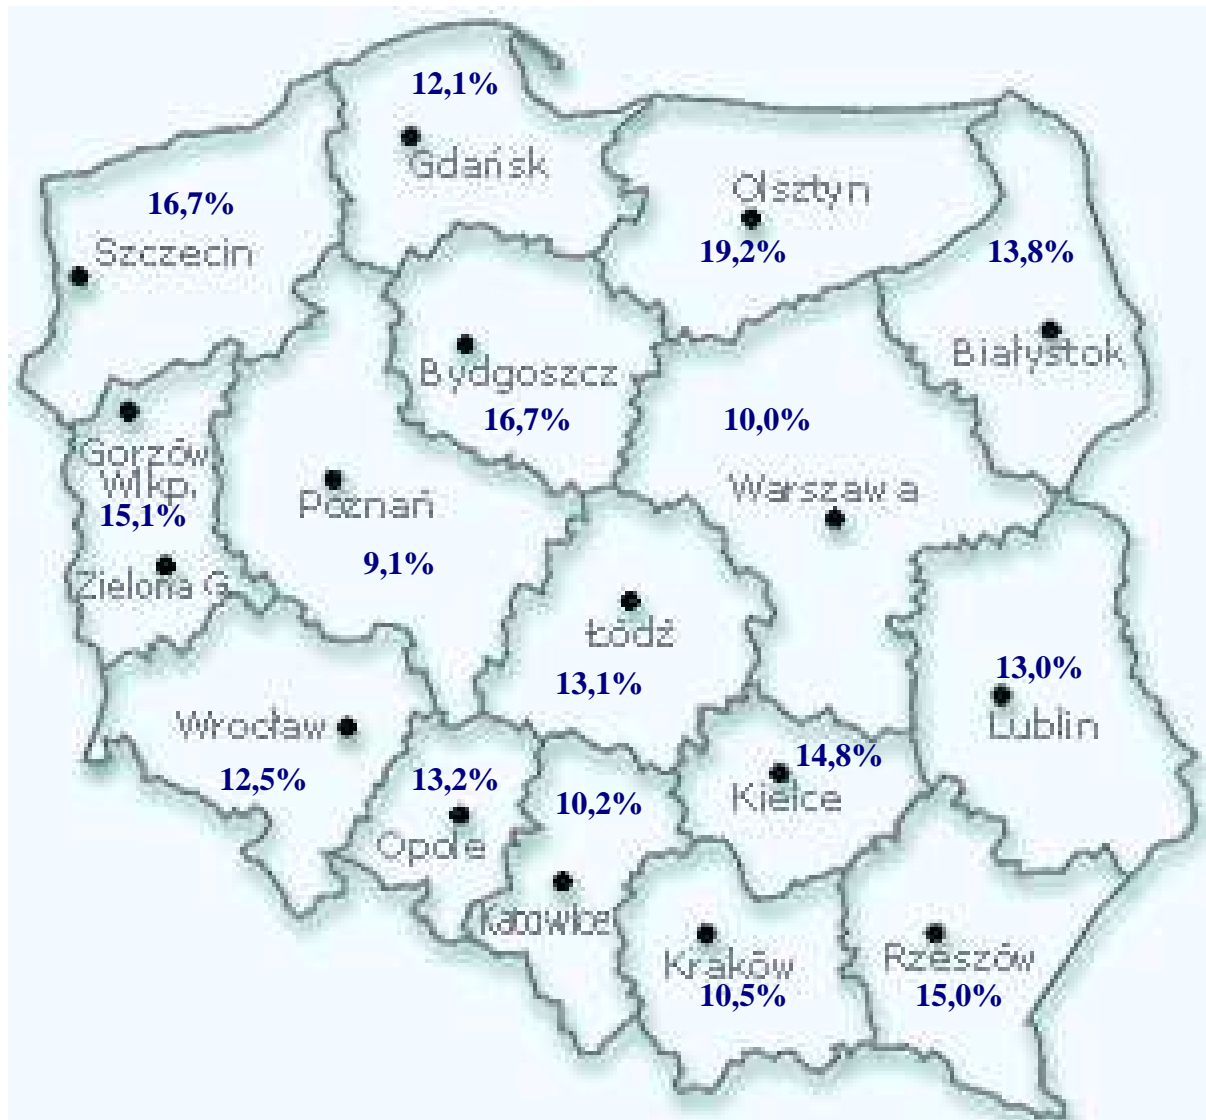 12,1%
Gdańsk
16,7%
Szczecin
Olsztyn
19,2%
13,8%
Białystok
Bydgoszcz
16,7%
10,0%
Warszawa
Gorzów
Wlkp.
15,1%
Zielona G
Poznań
9,1%
Łódź
13,1%
13,0%
Lublin
Wrocław
12,5%
13,2%
Opole
10,2%
Katowice
14,8%
Kielce
Kraków
10,5%
Rzeszów
15,0%